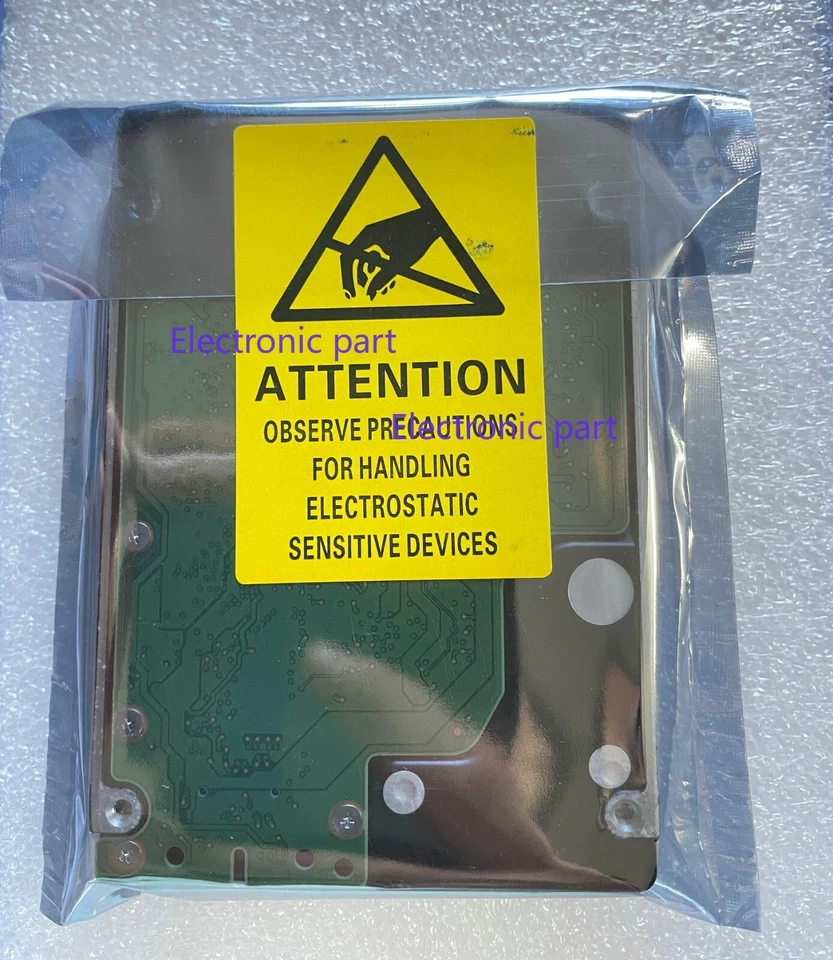 Electronic part
ATTENTION
OBSERVE PRECAUTIONS
Electronic part
FOR HANDLING
ELECTROSTATIC
SENSITIVE DEVICES